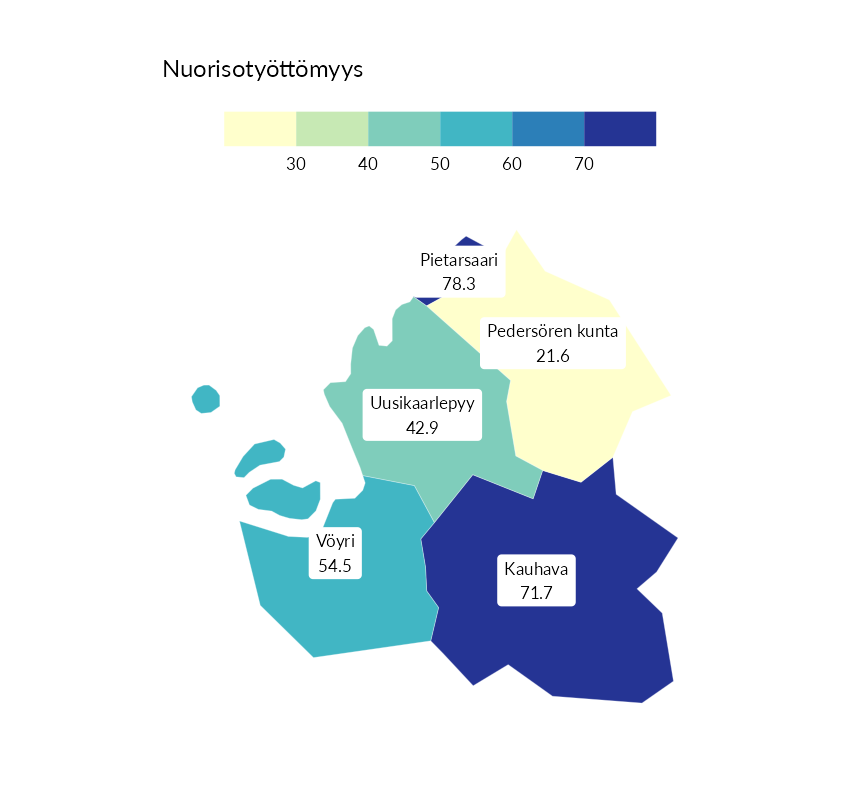 Nuorisotyöttömyys
30 40 50 60 70
Pietarsaari
78.3
Pedersören kunta
21.6
Uusikaarlepyy
42.9
Vöyri
54.5
Kauhava
71.7